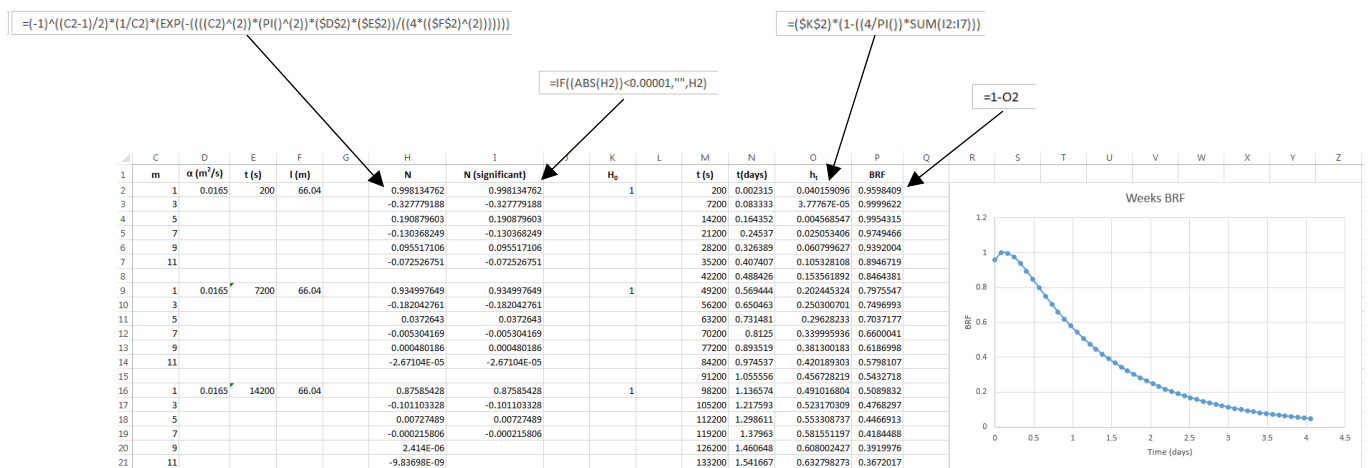 =(-1)^((C2-1)/2)*(1/C2)*(EXP(-((((C2)^(2))*(PI()^(2))*($D$2)*($E$2))/((4*(($F$2)^(2)))))))
=($K$2)*(1-((4/PI())*SUM(I2:I7)))
=IF((ABS(H2))<0.00001,"",H2)
=1-O2
C D E F G H I J K L M N O P Q R S T U V W X Y Z
1 m α (m²/s) t (s) l (m) N N (significant) H₀ t (s) t(days) hₜ BRF
2 1 0.0165 200 66.04 0.998134762 0.998134762 1 200 0.002315 0.040159096 0.9598409
3 3 -0.327779188 -0.327779188 7200 0.083333 3.77767E-05 0.9999622
4 5 0.190879603 0.190879603 14200 0.164352 0.004568547 0.9954315
5 7 -0.130368249 -0.130368249 21200 0.24537 0.025053406 0.9749466
6 9 0.095517106 0.095517106 28200 0.326389 0.060799627 0.9392004
7 11 -0.072526751 -0.072526751 35200 0.407407 0.105328108 0.8946719
8 42200 0.488426 0.153561892 0.8464381
9 1 0.0165 7200 66.04 0.934997649 0.934997649 1 49200 0.569444 0.202445324 0.7975547
10 3 -0.182042761 -0.182042761 56200 0.650463 0.250300701 0.7496993
11 5 0.0372643 0.0372643 63200 0.731481 0.29628233 0.7037177
12 7 -0.005304169 -0.005304169 70200 0.8125 0.339995936 0.6600041
13 9 0.000480186 0.000480186 77200 0.893519 0.381300183 0.6186998
14 11 -2.67104E-05 -2.67104E-05 84200 0.974537 0.420189303 0.5798107
15 91200 1.055556 0.456728219 0.5432718
16 1 0.0165 14200 66.04 0.87585428 0.87585428 1 98200 1.136574 0.491016804 0.5089832
17 3 -0.101103328 -0.101103328 105200 1.217593 0.523170309 0.4768297
18 5 0.00727489 0.00727489 112200 1.298611 0.553308737 0.4466913
19 7 -0.000215806 -0.000215806 119200 1.37963 0.581551197 0.4184488
20 9 2.414E-06 126200 1.460648 0.608002427 0.3919976
21 11 -9.83698E-09 133200 1.541667 0.632798273 0.3672017
Weeks BRF
1.2
1
0.8
0.6
0.4
0.2
0
BRF
0 0.5 1 1.5 2 2.5 3 3.5 4 4.5
Time (days)